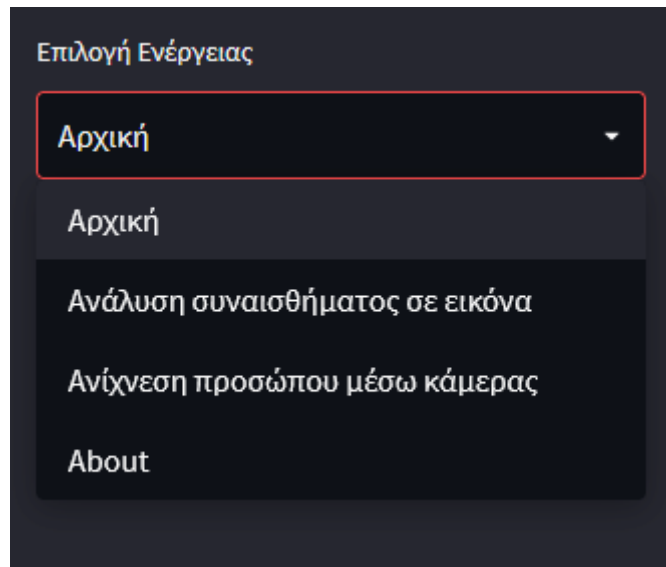 Επιλογή Ενέργειας
Αρχική
Αρχική
Ανάλυση συναισθήματος σε εικόνα
Ανίχνεση προσώπου μέσω κάμερας
About